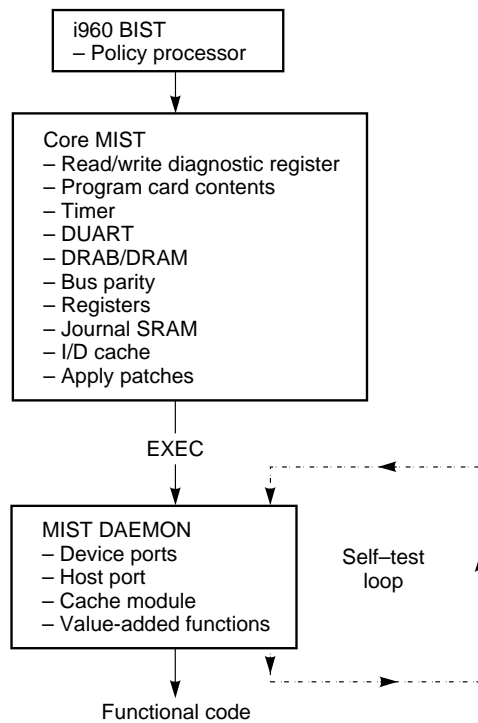 i960 BIST
– Policy processor
Core MIST
– Read/write diagnostic register
– Program card contents
– Timer
– DUART
– DRAB/DRAM
– Bus parity
– Registers
– Journal SRAM
– I/D cache
– Apply patches
EXEC
MIST DAEMON
– Device ports
– Host port
– Cache module
– Value-added functions
Self–test
loop
Functional code